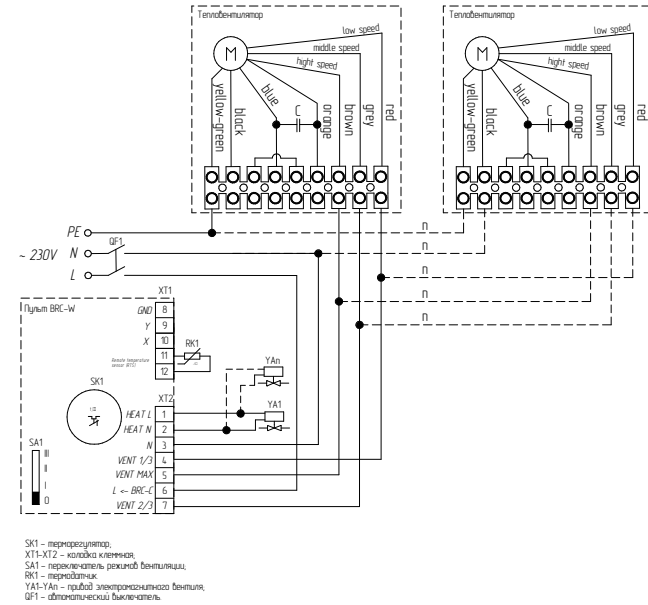 Тепловентилятор
low speed
middle speed
hight speed
M
blue
C
yellow-green
black
orange
brown
grey
red
Тепловентилятор
low speed
middle speed
hight speed
M
blue
C
yellow-green
black
orange
brown
grey
red
PE
n
~ 230V
N
QF1
n
L
n
n
n
Пульт BRC-W
XT1
GND 8
Y 9
X 10
Remote temperature
sensor (NTC)
11
12
RK1
SK1
YAn
YA1
XT2
HEAT L 1
HEAT N 2
N 3
VENT 1/3 4
VENT MAX 5
L <- BRC-C 6
VENT 2/3 7
SA1
III
II
I
0
SK1 – терморегулятор,
XT1-XT2 – колодка клеммная,
SA1 – переключатель режимов вентиляции,
RK1 – термодатчик.
YA1-YAn – привод электромагнитного вентиля,
QF1 – автоматический выключатель.